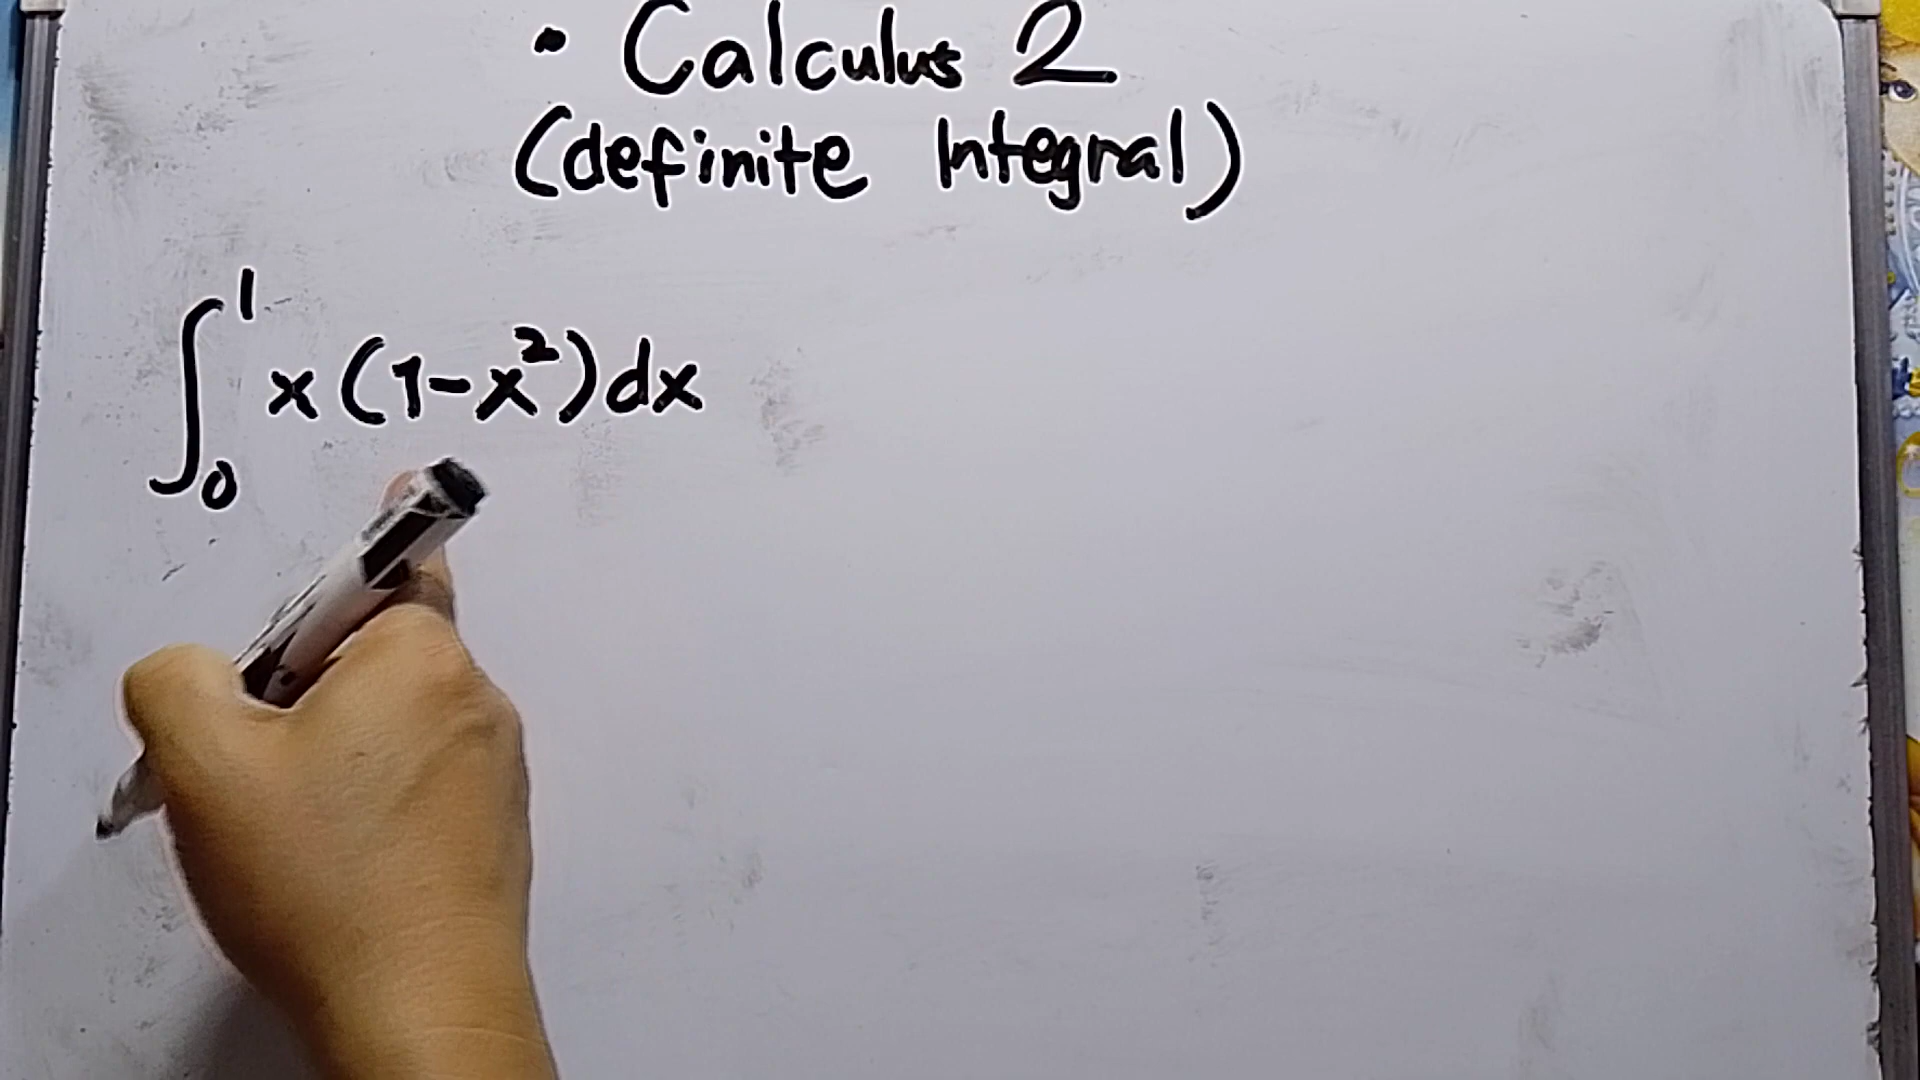 • Calculus 2
(definite Integral)
∫₀¹ x(1-x²)dx